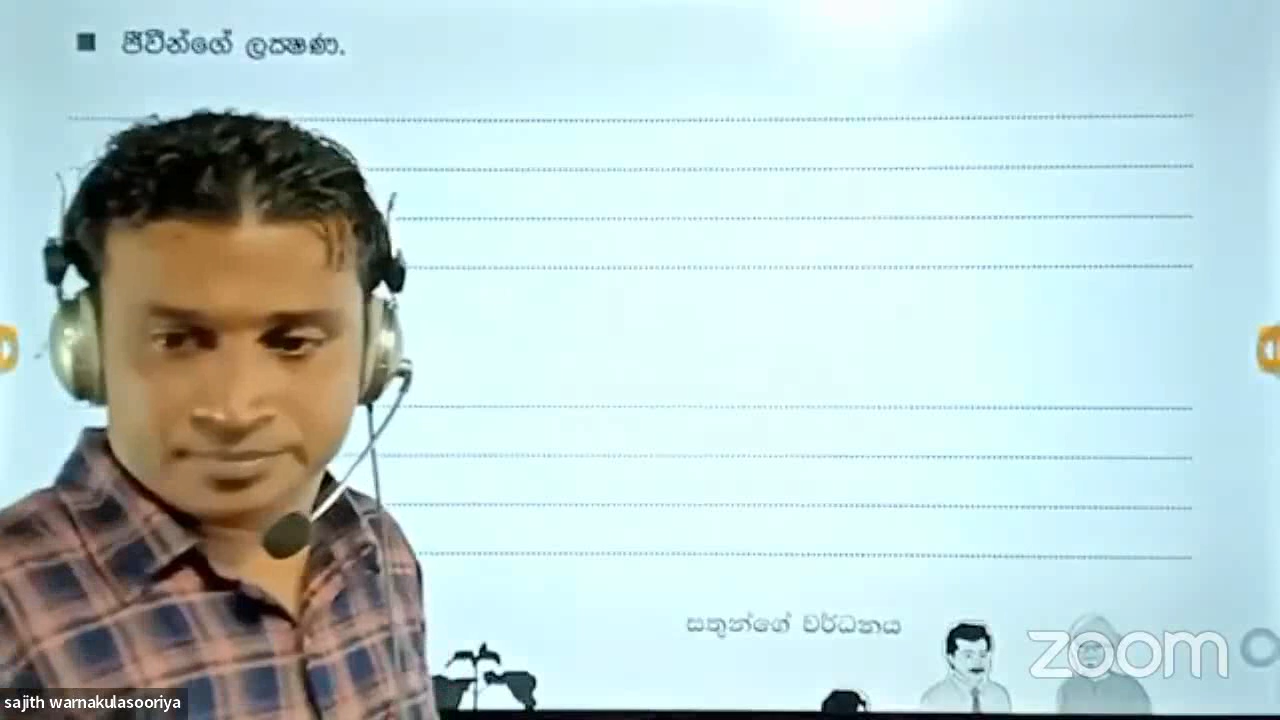 ■ ජීවීන්ගේ ලක්ෂණ.
සතුන්ගේ වර්ධනය
zoom
sajith warnakulasooriya